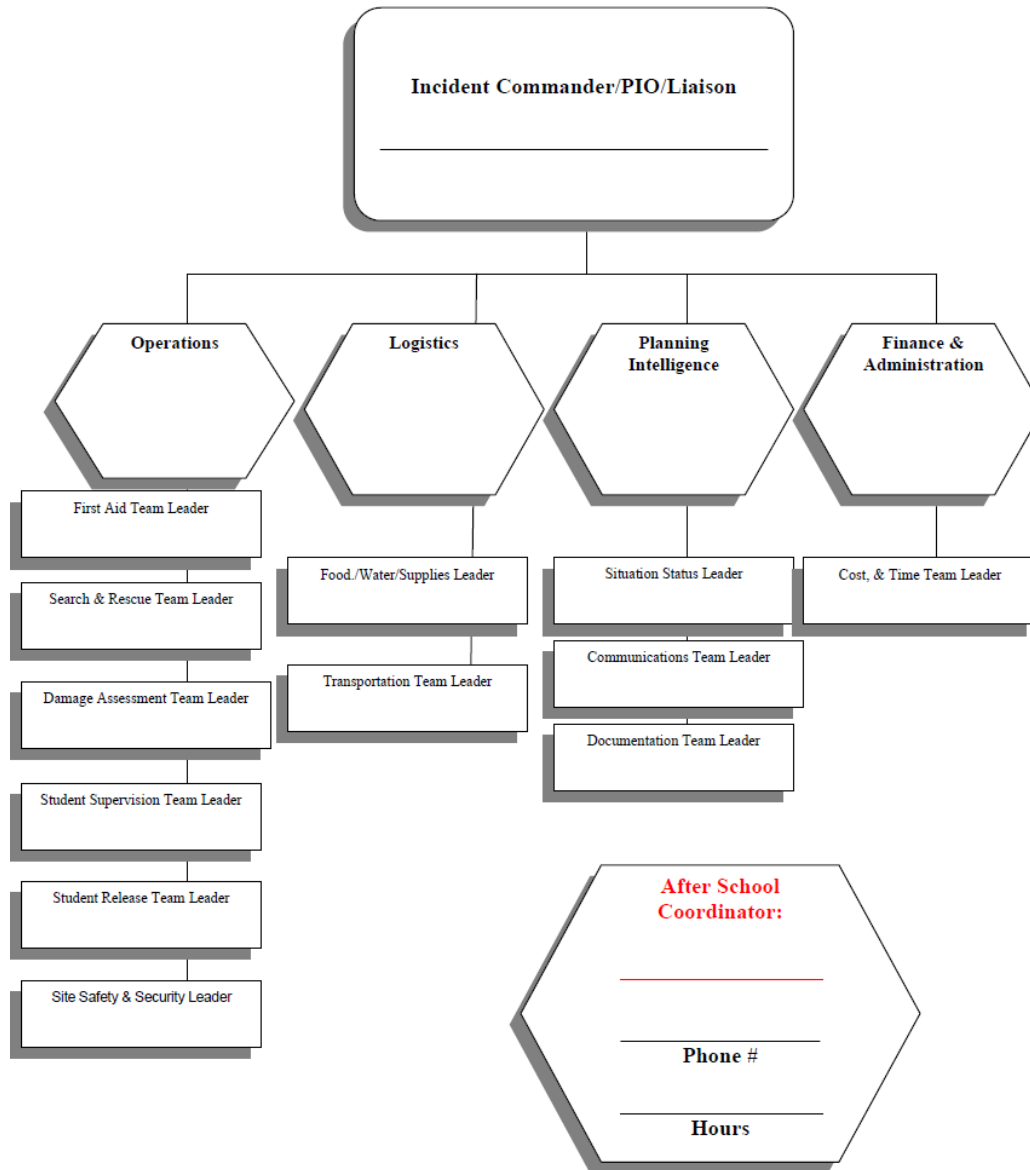 Incident Commander/PIO/Liaison
Operations
Logistics
Planning
Intelligence
Finance &
Administration
First Aid Team Leader
Search & Rescue Team Leader
Damage Assessment Team Leader
Student Supervision Team Leader
Student Release Team Leader
Site Safety & Security Leader
Food./Water/Supplies Leader
Transportation Team Leader
Situation Status Leader
Communications Team Leader
Documentation Team Leader
Cost, & Time Team Leader
After School
Coordinator:
Phone #
Hours